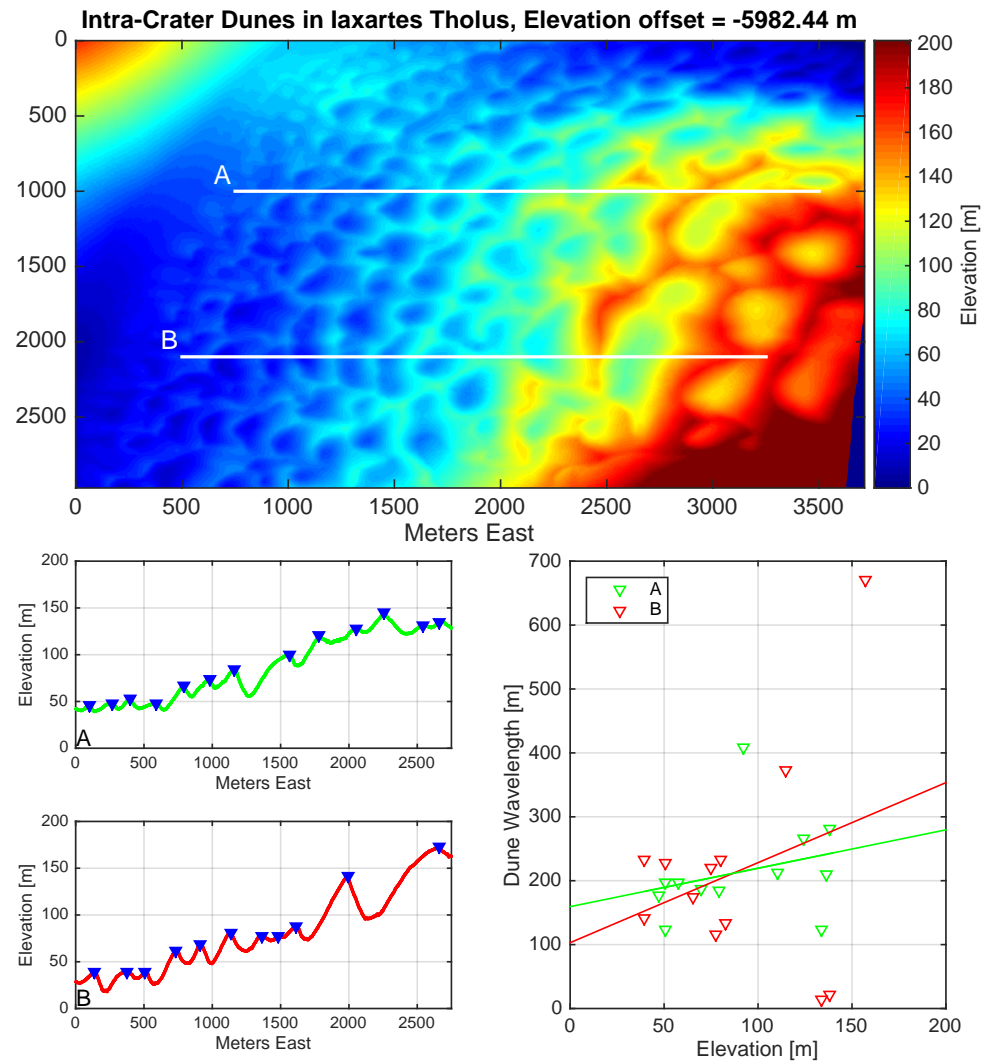 Intra-Crater Dunes in Iaxartes Tholus, Elevation offset = -5982.44 m
0
500
1000
1500
2000
2500
A
B
0 500 1000 1500 2000 2500 3000 3500
Meters East
200
180
160
140
120
100
80
60
40
20
0
Elevation [m]
200
150
100
50
0
Elevation [m]
A
0 500 1000 1500 2000 2500
Meters East
200
150
100
50
0
Elevation [m]
B
0 500 1000 1500 2000 2500
Meters East
700
600
500
400
300
200
100
0
Dune Wavelength [m]
A
B
0 50 100 150 200
Elevation [m]